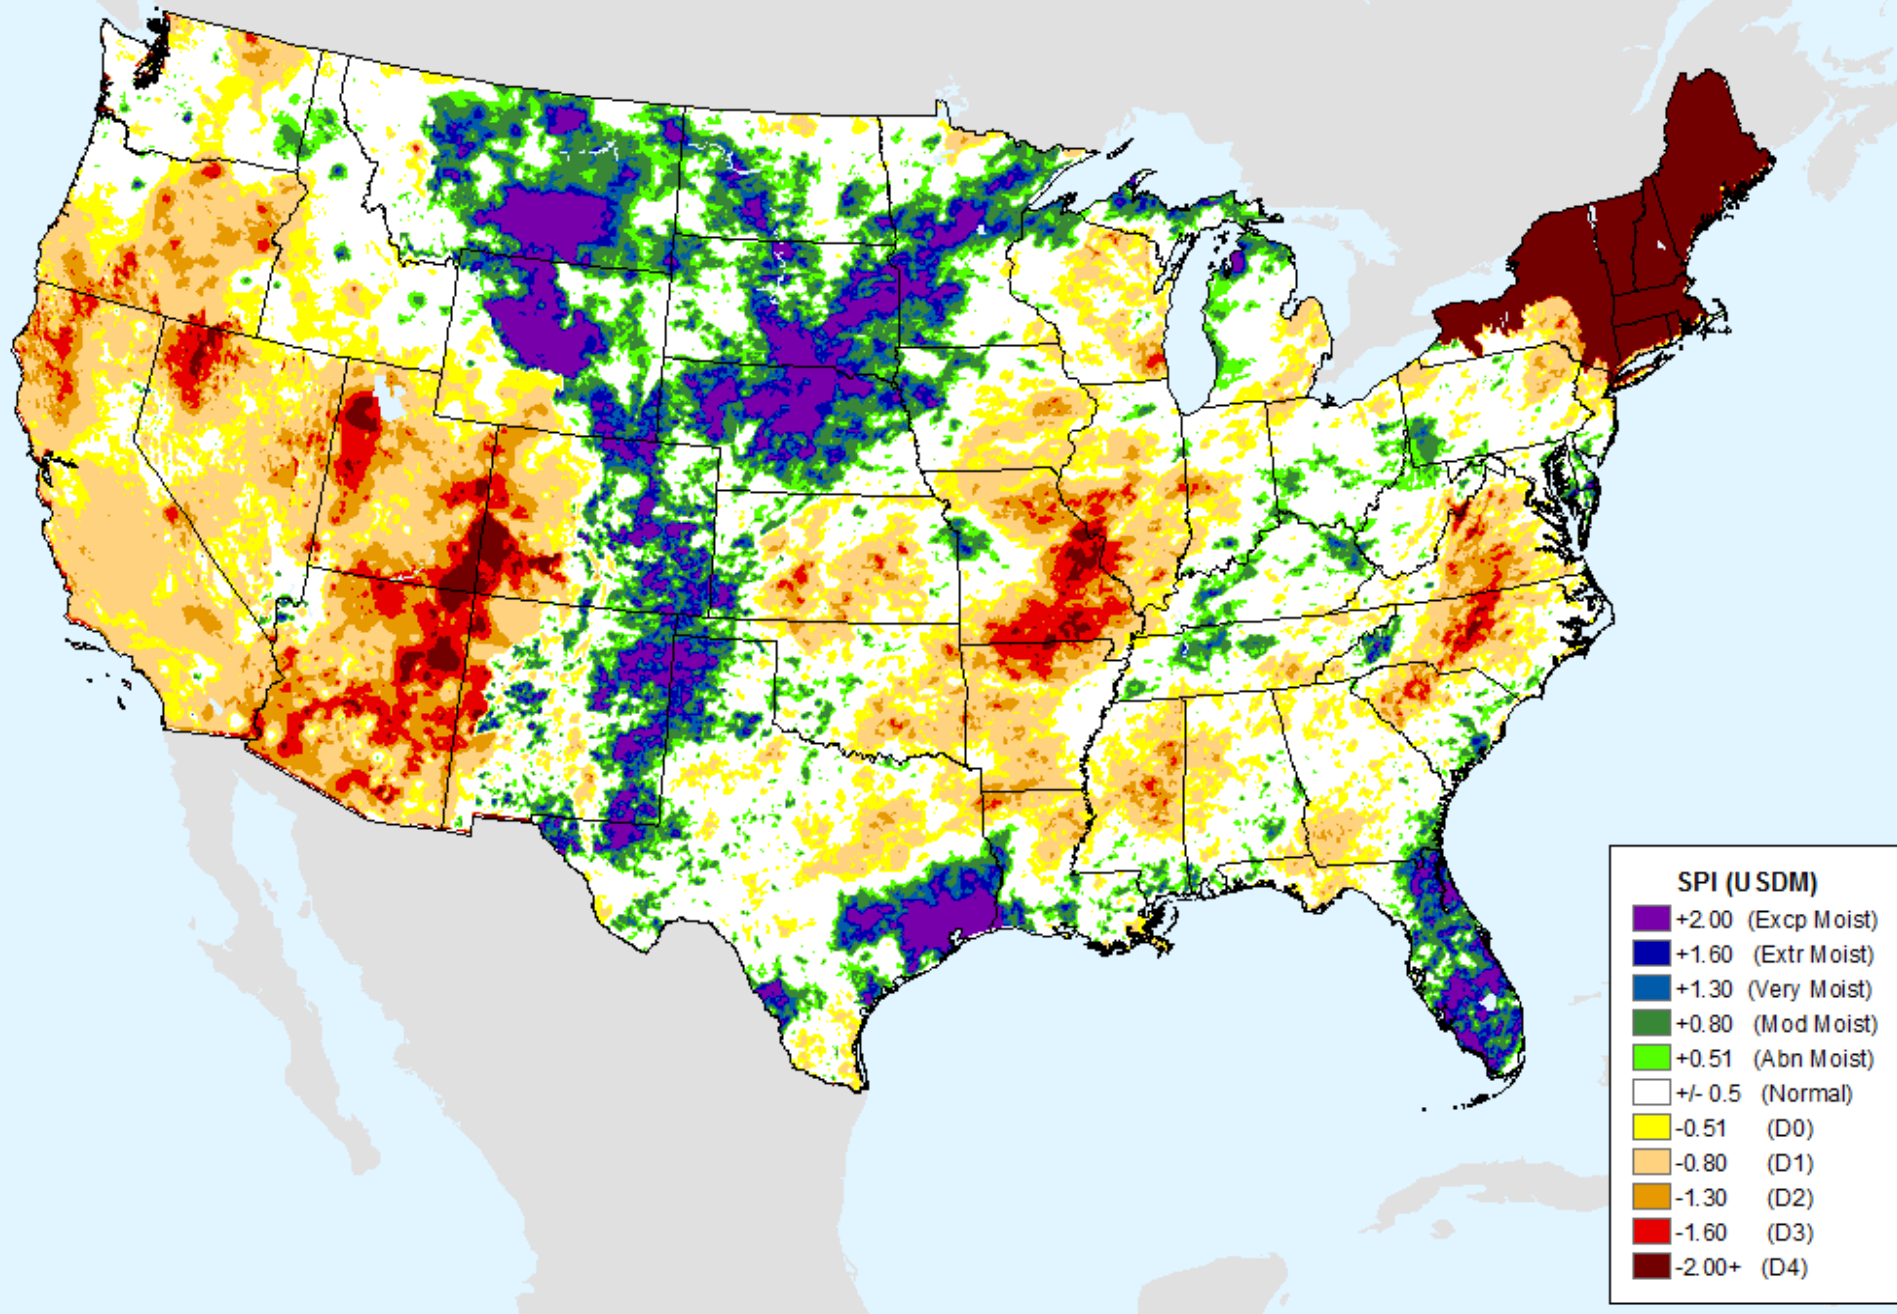 SPI (USDM)
+2.00 (Excp Moist)
+1.60 (Extr Moist)
+1.30 (Very Moist)
+0.80 (Mod Moist)
+0.51 (Abn Moist)
+/- 0.5 (Normal)
-0.51 (D0)
-0.80 (D1)
-1.30 (D2)
-1.60 (D3)
-2.00+ (D4)